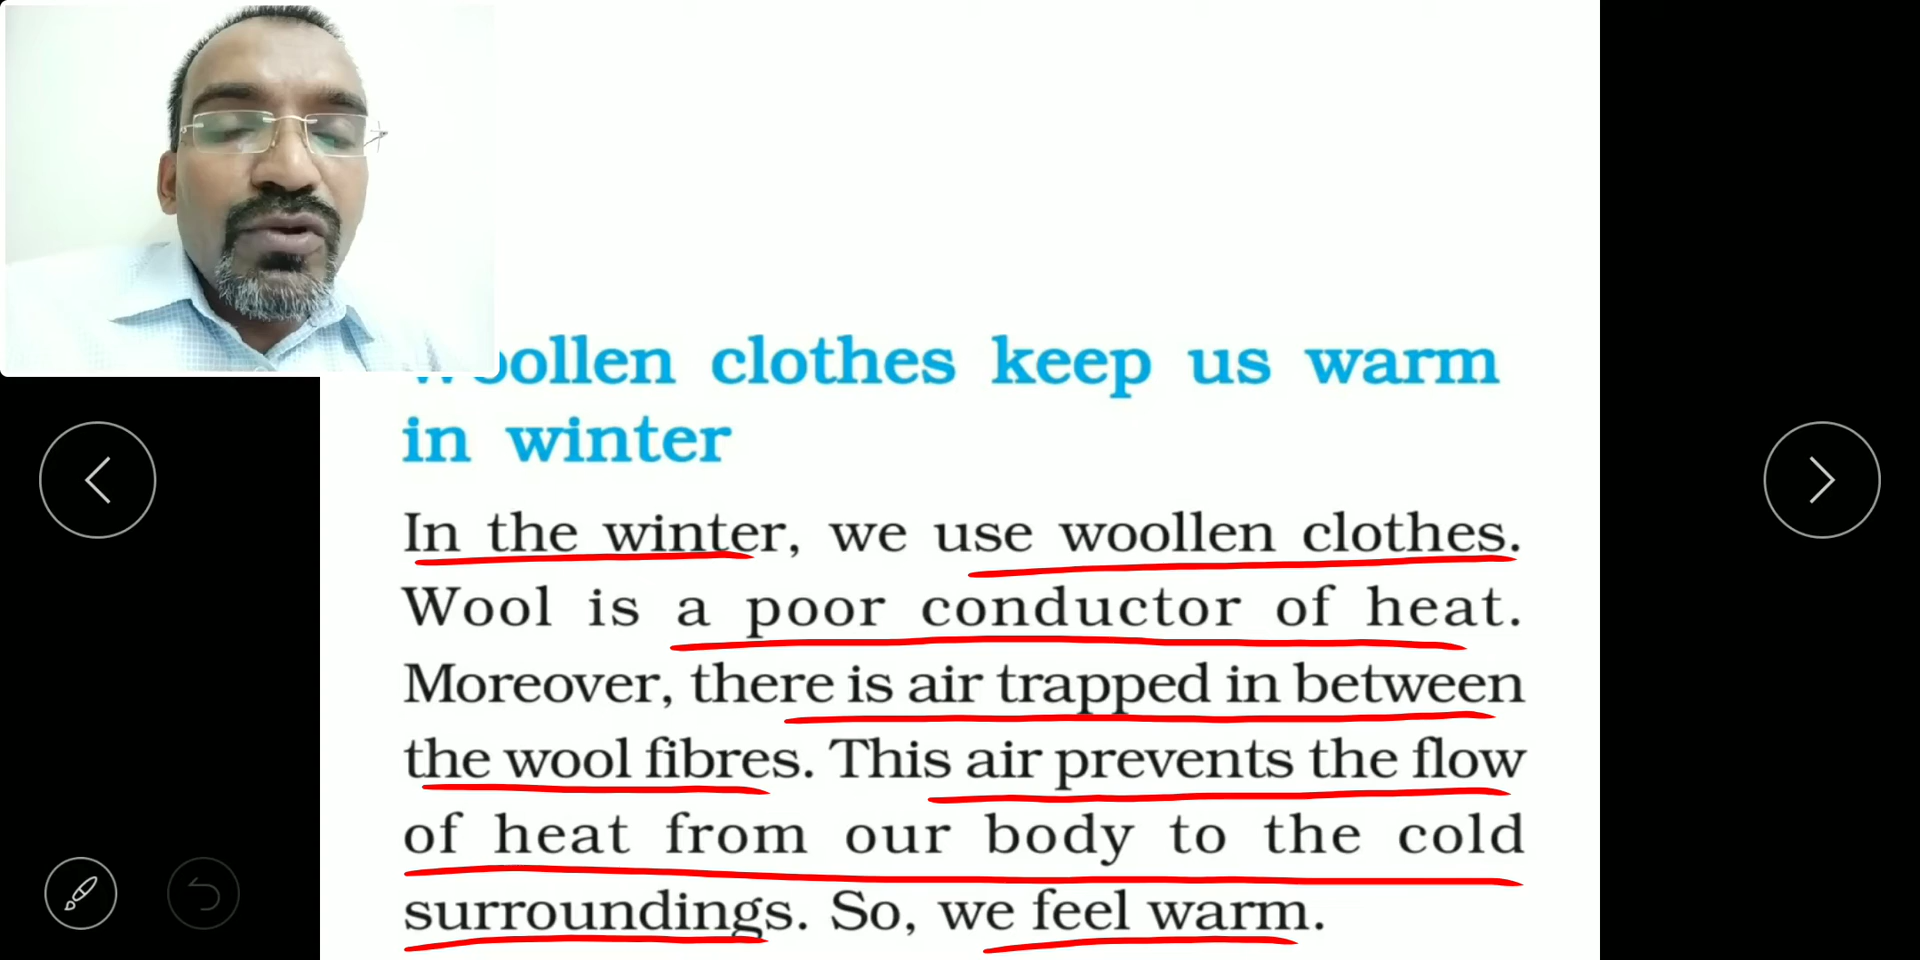 woollen clothes keep us warm
in winter
In the winter, we use woollen clothes.
Wool is a poor conductor of heat.
Moreover, there is air trapped in between
the wool fibres. This air prevents the flow
of heat from our body to the cold
surroundings. So, we feel warm.